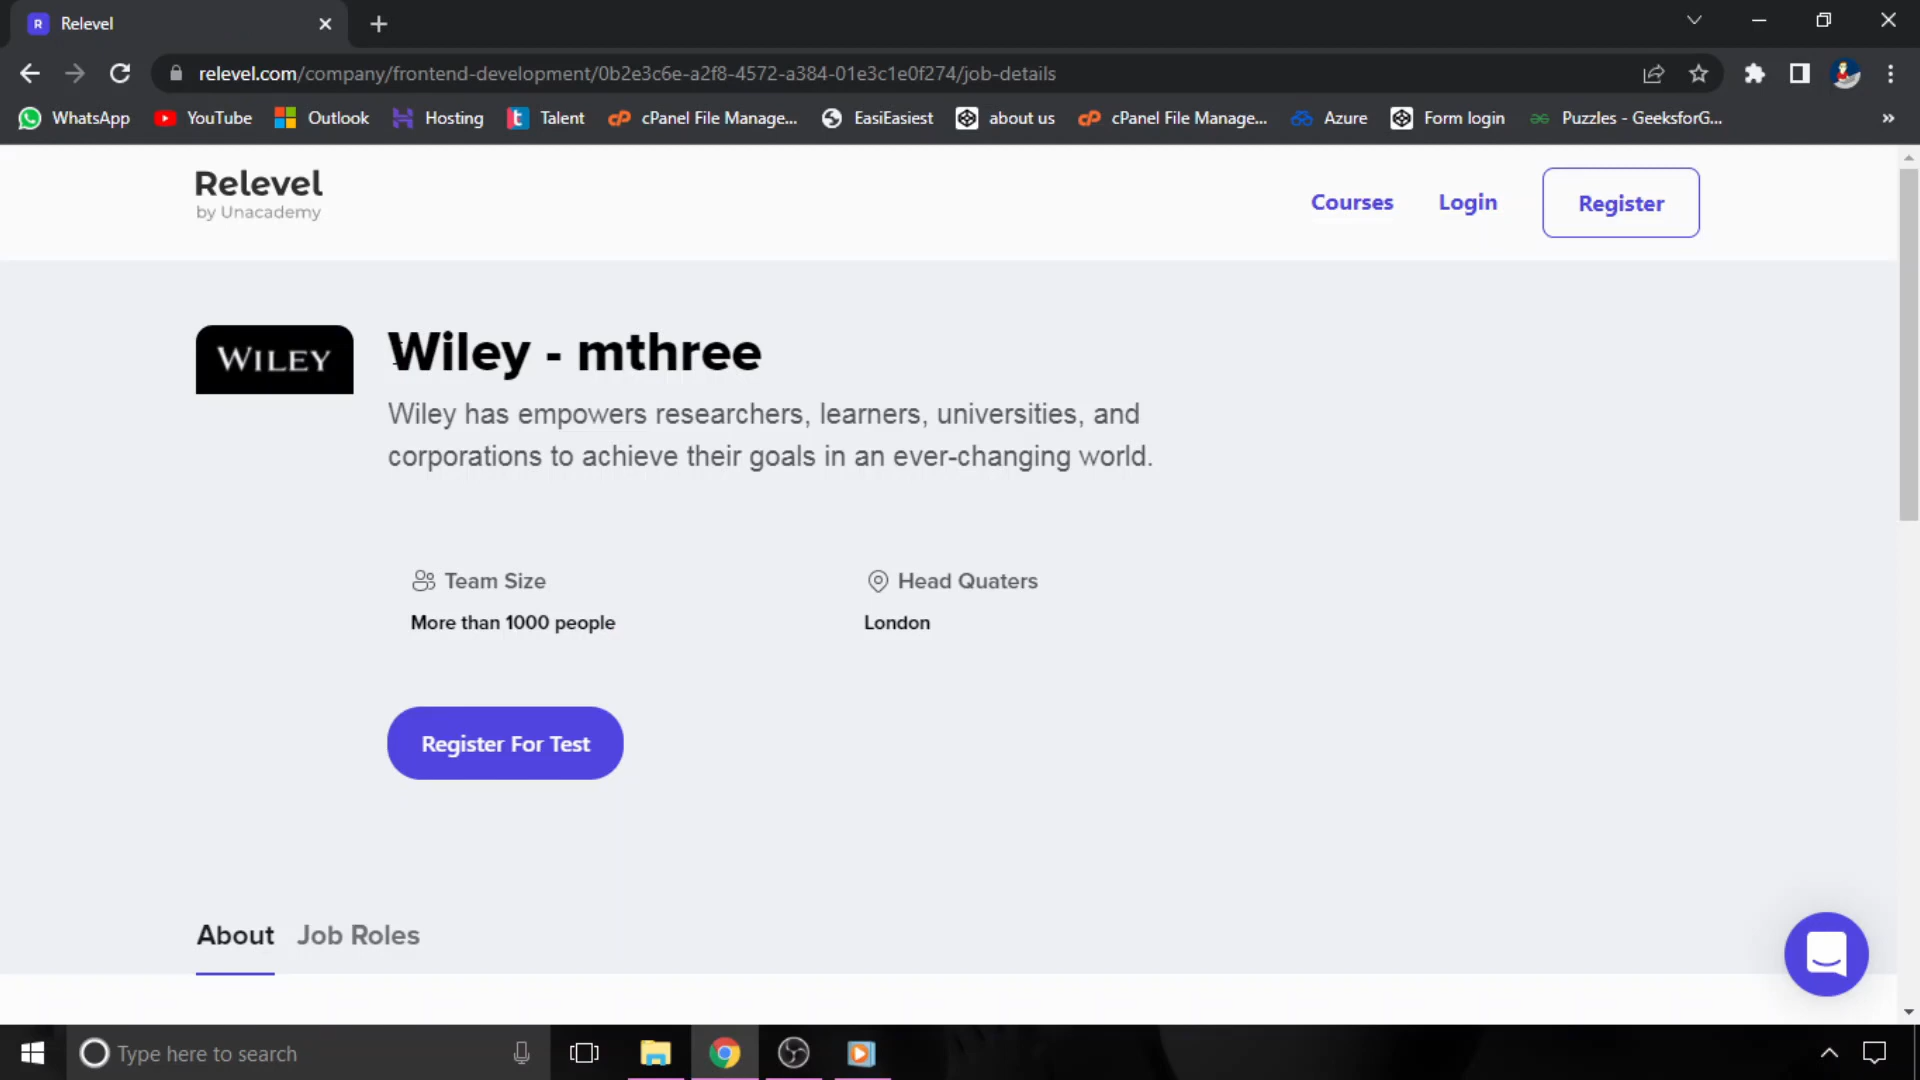 R Relevel
relevel.com/company/frontend-development/0b2e3c6e-a2f8-4572-a384-01e3c1e0f274/job-details
WhatsApp YouTube Outlook Hosting t Talent cP cPanel File Manage... EasiEasiest about us cP cPanel File Manage... Azure Form login Puzzles - GeeksforG... »
Relevel
by Unacademy
Courses Login Register
WILEY
Wiley - mthree
Wiley has empowers researchers, learners, universities, and
corporations to achieve their goals in an ever-changing world.
Team Size Head Quaters
More than 1000 people London
Register For Test
About Job Roles
Type here to search